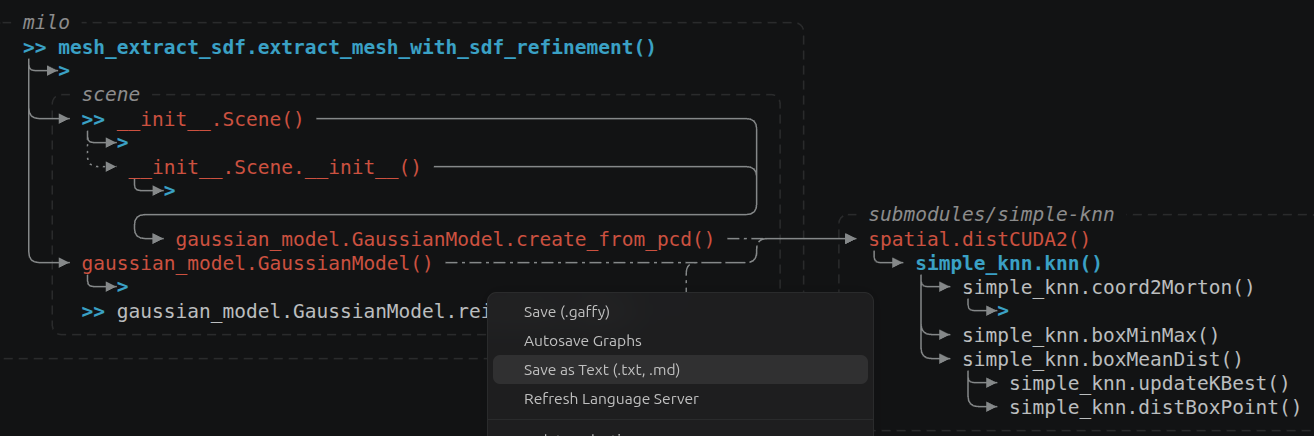 milo
>> mesh_extract_sdf.extract_mesh_with_sdf_refinement()
>
scene
>> __init__.Scene()
>
__init__.Scene.__init__()
>
submodules/simple-knn
gaussian_model.GaussianModel.create_from_pcd()
spatial.distCUDA2()
gaussian_model.GaussianModel()
simple_knn.knn()
>
simple_knn.coord2Morton()
>
>> gaussian_model.GaussianModel.rei
simple_knn.boxMinMax()
simple_knn.boxMeanDist()
simple_knn.updateKBest()
simple_knn.distBoxPoint()
Save (.gaffy)
Autosave Graphs
Save as Text (.txt, .md)
Refresh Language Server